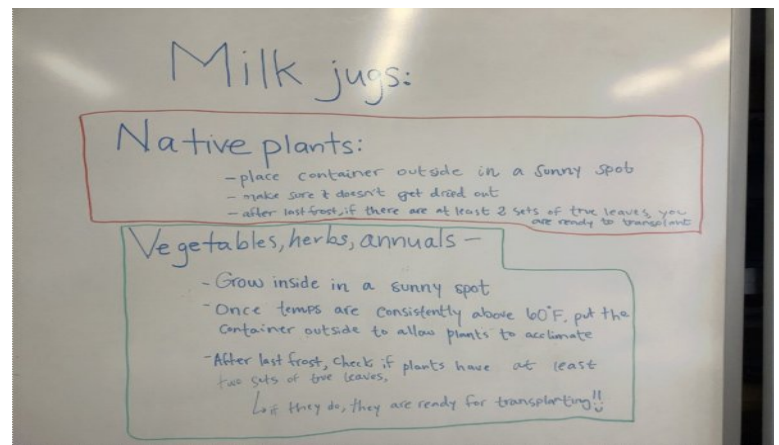 Milk jugs:
Native plants:
- place container outside in a sunny spot
- make sure it doesn't get dried out
- after last frost, if there are at least 2 sets of true leaves, you
are ready to transplant
Vegetables, herbs, annuals -
- Grow inside in a sunny spot
- Once temps are consistently above 60°F, put the
container outside to allow plants to acclimate
- After last frost, check if plants have at least
two sets of true leaves,
↳ if they do, they are ready for transplanting!!